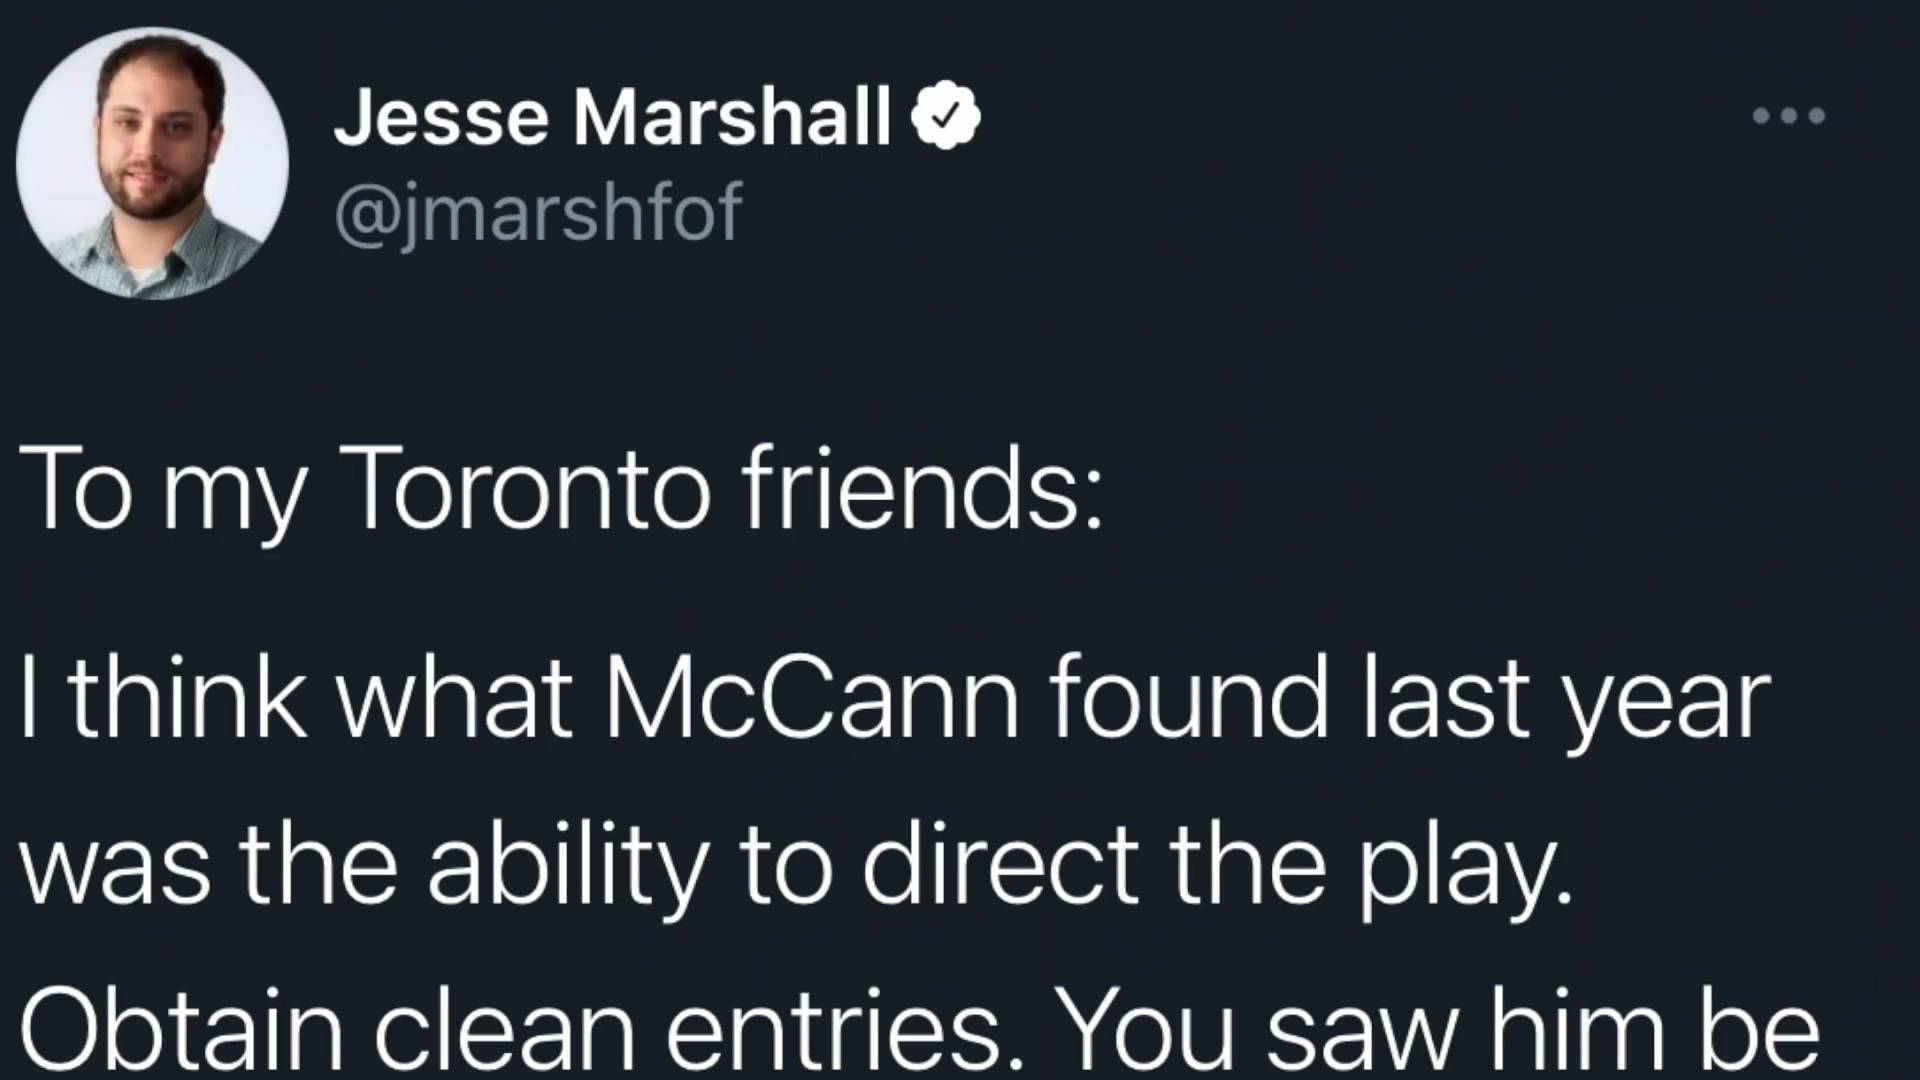 Jesse Marshall
@jmarshfof
To my Toronto friends:
I think what McCann found last year
was the ability to direct the play.
Obtain clean entries. You saw him be